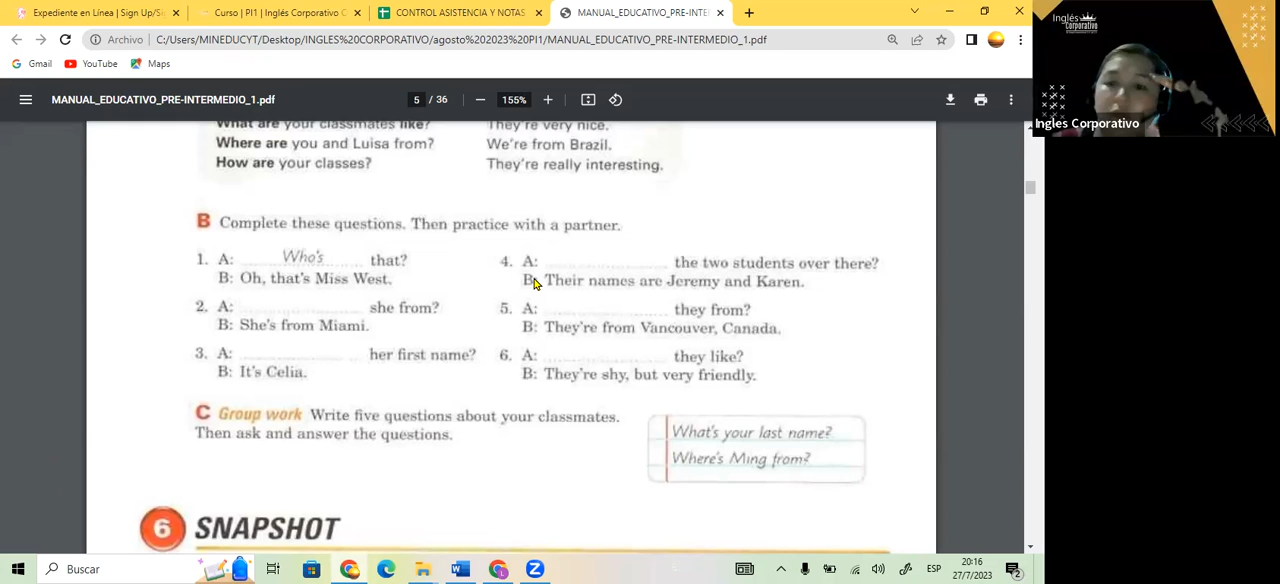 Expediente en Línea | Sign Up/Si
Curso | PI1 | Inglés Corporativo C
CONTROL ASISTENCIA Y NOTAS
MANUAL_EDUCATIVO_PRE-INTERME
Archivo
C:/Users/MINEDUCYT/Desktop/INGLES%20CORPORATIVO/agosto%202023%20PI1/MANUAL_EDUCATIVO_PRE-INTERMEDIO_1.pdf
Gmail YouTube Maps
MANUAL_EDUCATIVO_PRE-INTERMEDIO_1.pdf
5 / 36
155%
Inglés
Corporativo
Ingles Corporativo
What are your classmates like? They're very nice.
Where are you and Luisa from? We're from Brazil.
How are your classes? They're really interesting.
B Complete these questions. Then practice with a partner.
1. A: Who's that?
B: Oh, that's Miss West.
2. A: she from?
B: She's from Miami.
3. A: her first name?
B: It's Celia.
4. A: the two students over there?
B: Their names are Jeremy and Karen.
5. A: they from?
B: They're from Vancouver, Canada.
6. A: they like?
B: They're shy, but very friendly.
C Group work Write five questions about your classmates.
Then ask and answer the questions.
What's your last name?
Where's Ming from?
6 SNAPSHOT
Buscar
ESP
20:16
27/7/2023
2